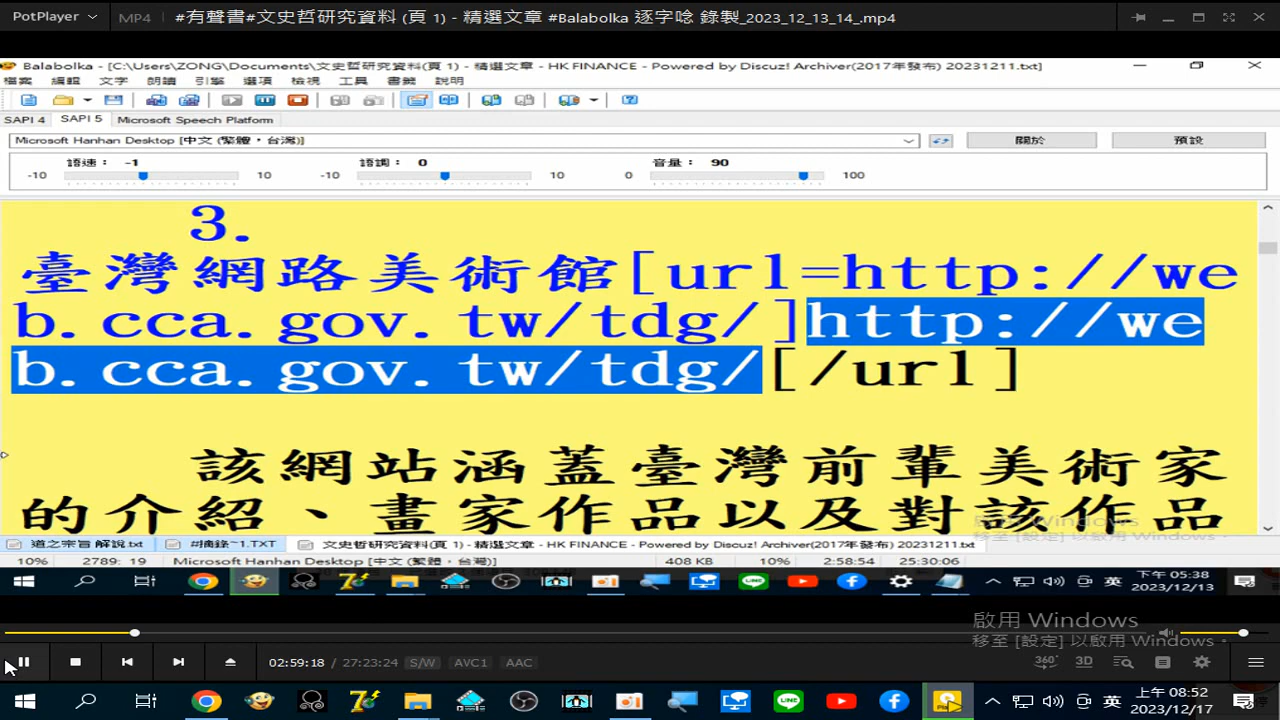 PotPlayer MP4 #有聲書#文史哲研究資料 (頁 1) - 精選文章 #Balabolka 逐字唸 錄製_2023_12_13_14_.mp4
Balabolka - [C:\Users\ZONG\Documents\文史哲研究資料(頁 1) - 精選文章 - HK FINANCE - Powered by Discuz! Archiver(2017年發布) 20231211.txt]
檔案 編輯 文字 朗讀 引擎 選項 檢視 工具 書籤 說明
SAPI 4 SAPI 5 Microsoft Speech Platform
Microsoft Hanhan Desktop [中文 (繁體，台灣)] 關於 預設
語速： -1 語調： 0 音量： 90
-10 10 -10 10 0 100
3.
臺灣網路美術館[url=http://we
b.cca.gov.tw/tdg/]http://we
b.cca.gov.tw/tdg/[/url]
該網站涵蓋臺灣前輩美術家
的介紹、畫家作品以及對該作品
啟用 Windows
移至 [設定] 以啟用 Windows。
道之宗旨 解說.txt #摘錄~1.TXT 文史哲研究資料(頁 1) - 精選文章 - HK FINANCE - Powered by Discuz! Archiver(2017年發布) 20231211.txt
10% 2789: 19 Microsoft Hanhan Desktop [中文 (繁體，台灣)] 408 KB 10% 2:58:54 25:30:06
英 下午 05:38
2023/12/13
啟用 Windows
移至 [設定] 以啟用 Windows。
02:59:18 / 27:23:24 S/W AVC1 AAC 360° 3D
英 上午 08:52
2023/12/17